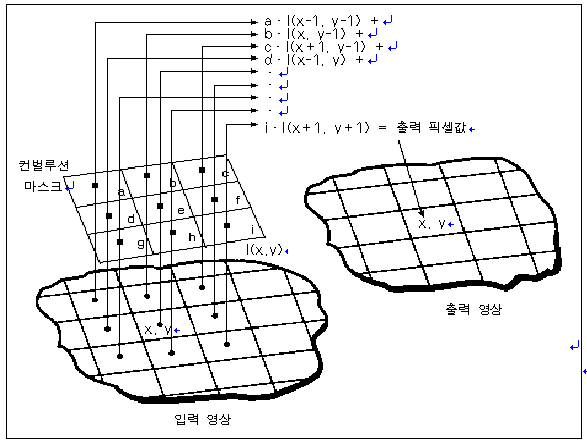 a · I(x-1, y-1) +
b · I(x, y-1) +
c · I(x+1, y-1) +
d · I(x-1, y) +
·
·
·
·
i · I(x+1, y+1) = 출력 픽셀값
컨벌루션
마스크
a
b
c
d
e
f
g
h
i
I(x,y)
x, y
x, y
출력 영상
입력 영상